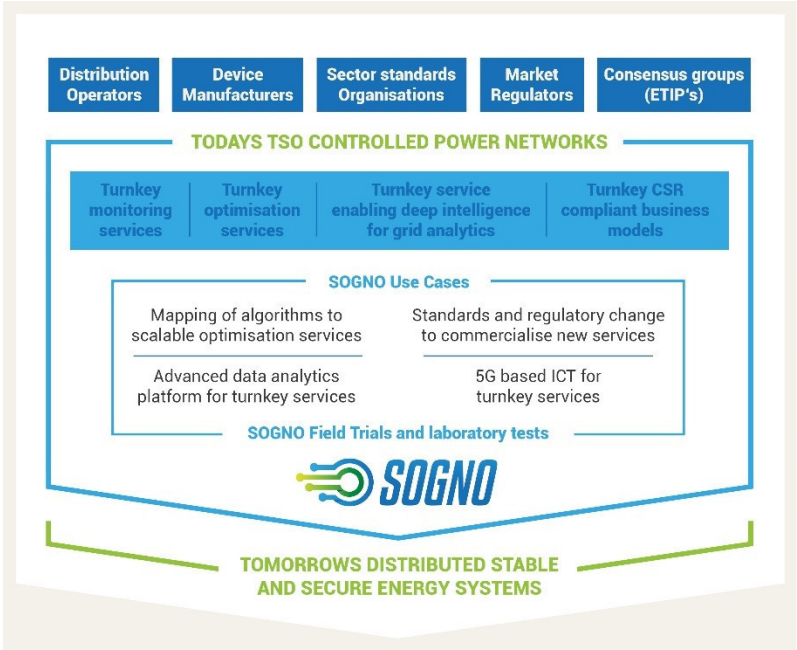 Distribution
Operators
Device
Manufacturers
Sector standards
Organisations
Market
Regulators
Consensus groups
(ETIP's)
TODAYS TSO CONTROLLED POWER NETWORKS
Turnkey
monitoring
services
Turnkey
optimisation
services
Turnkey service
enabling deep intelligence
for grid analytics
Turnkey CSR
compliant business
models
SOGNO Use Cases
Mapping of algorithms to
scalable optimisation services
Standards and regulatory change
to commercialise new services
Advanced data analytics
platform for turnkey services
5G based ICT for
turnkey services
SOGNO Field Trials and laboratory tests
SOGNO
TOMORROWS DISTRIBUTED STABLE
AND SECURE ENERGY SYSTEMS